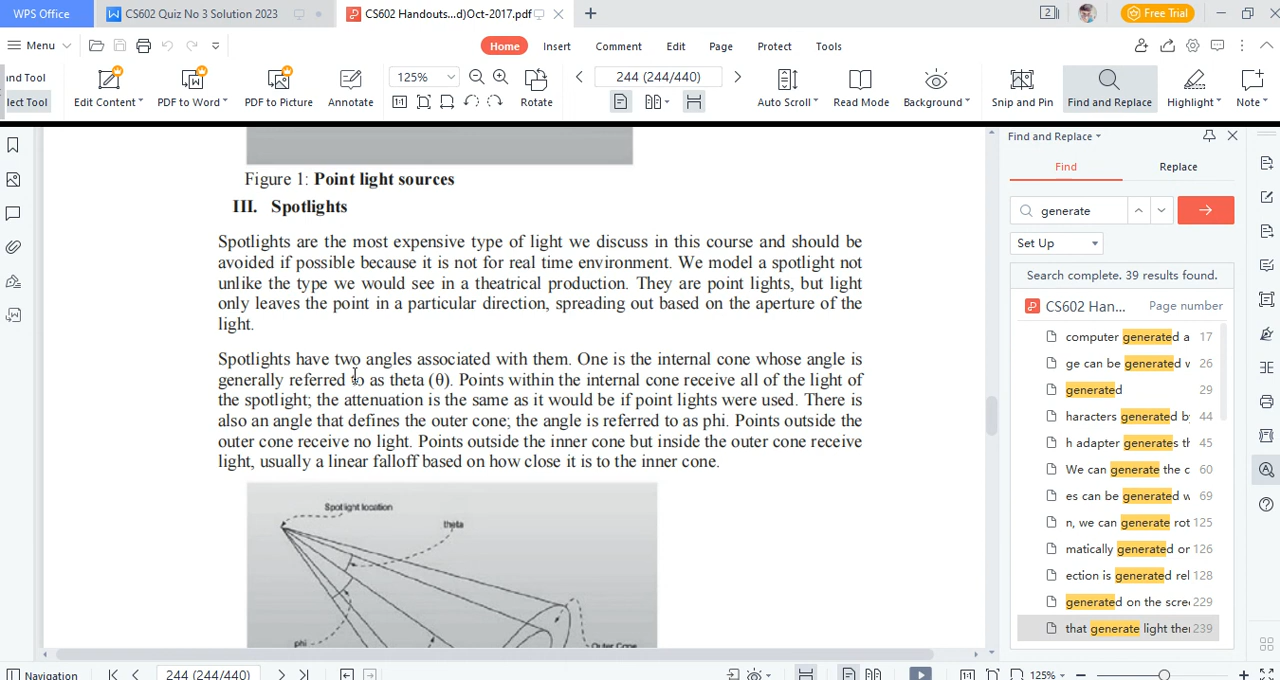 WPS Office
CS602 Quiz No 3 Solution 2023
CS602 Handouts...d)Oct-2017.pdf
2
Free Trial
Menu
Home
Insert
Comment
Edit
Page
Protect
Tools
and Tool
lect Tool
Edit Content
PDF to Word
PDF to Picture
Annotate
125%
244 (244/440)
Rotate
Auto Scroll
Read Mode
Background
Snip and Pin
Find and Replace
Highlight
Note
Figure 1: Point light sources
III. Spotlights
Spotlights are the most expensive type of light we discuss in this course and should be
avoided if possible because it is not for real time environment. We model a spotlight not
unlike the type we would see in a theatrical production. They are point lights, but light
only leaves the point in a particular direction, spreading out based on the aperture of the
light.
Spotlights have two angles associated with them. One is the internal cone whose angle is
generally referred to as theta (θ). Points within the internal cone receive all of the light of
the spotlight; the attenuation is the same as it would be if point lights were used. There is
also an angle that defines the outer cone; the angle is referred to as phi. Points outside the
outer cone receive no light. Points outside the inner cone but inside the outer cone receive
light, usually a linear falloff based on how close it is to the inner cone.
Spotlight location
theta
phi
Outer Cone
Find and Replace
Find
Replace
generate
Set Up
Search complete. 39 results found.
CS602 Han... Page number
computer generated a 17
ge can be generated v 26
generated 29
haracters generated b 44
h adapter generates th 45
We can generate the c 60
es can be generated w 69
n, we can generate rot 125
matically generated or 126
ection is generated rel 128
generated on the scre 229
that generate light the 239
Navigation
244 (244/440)
125%